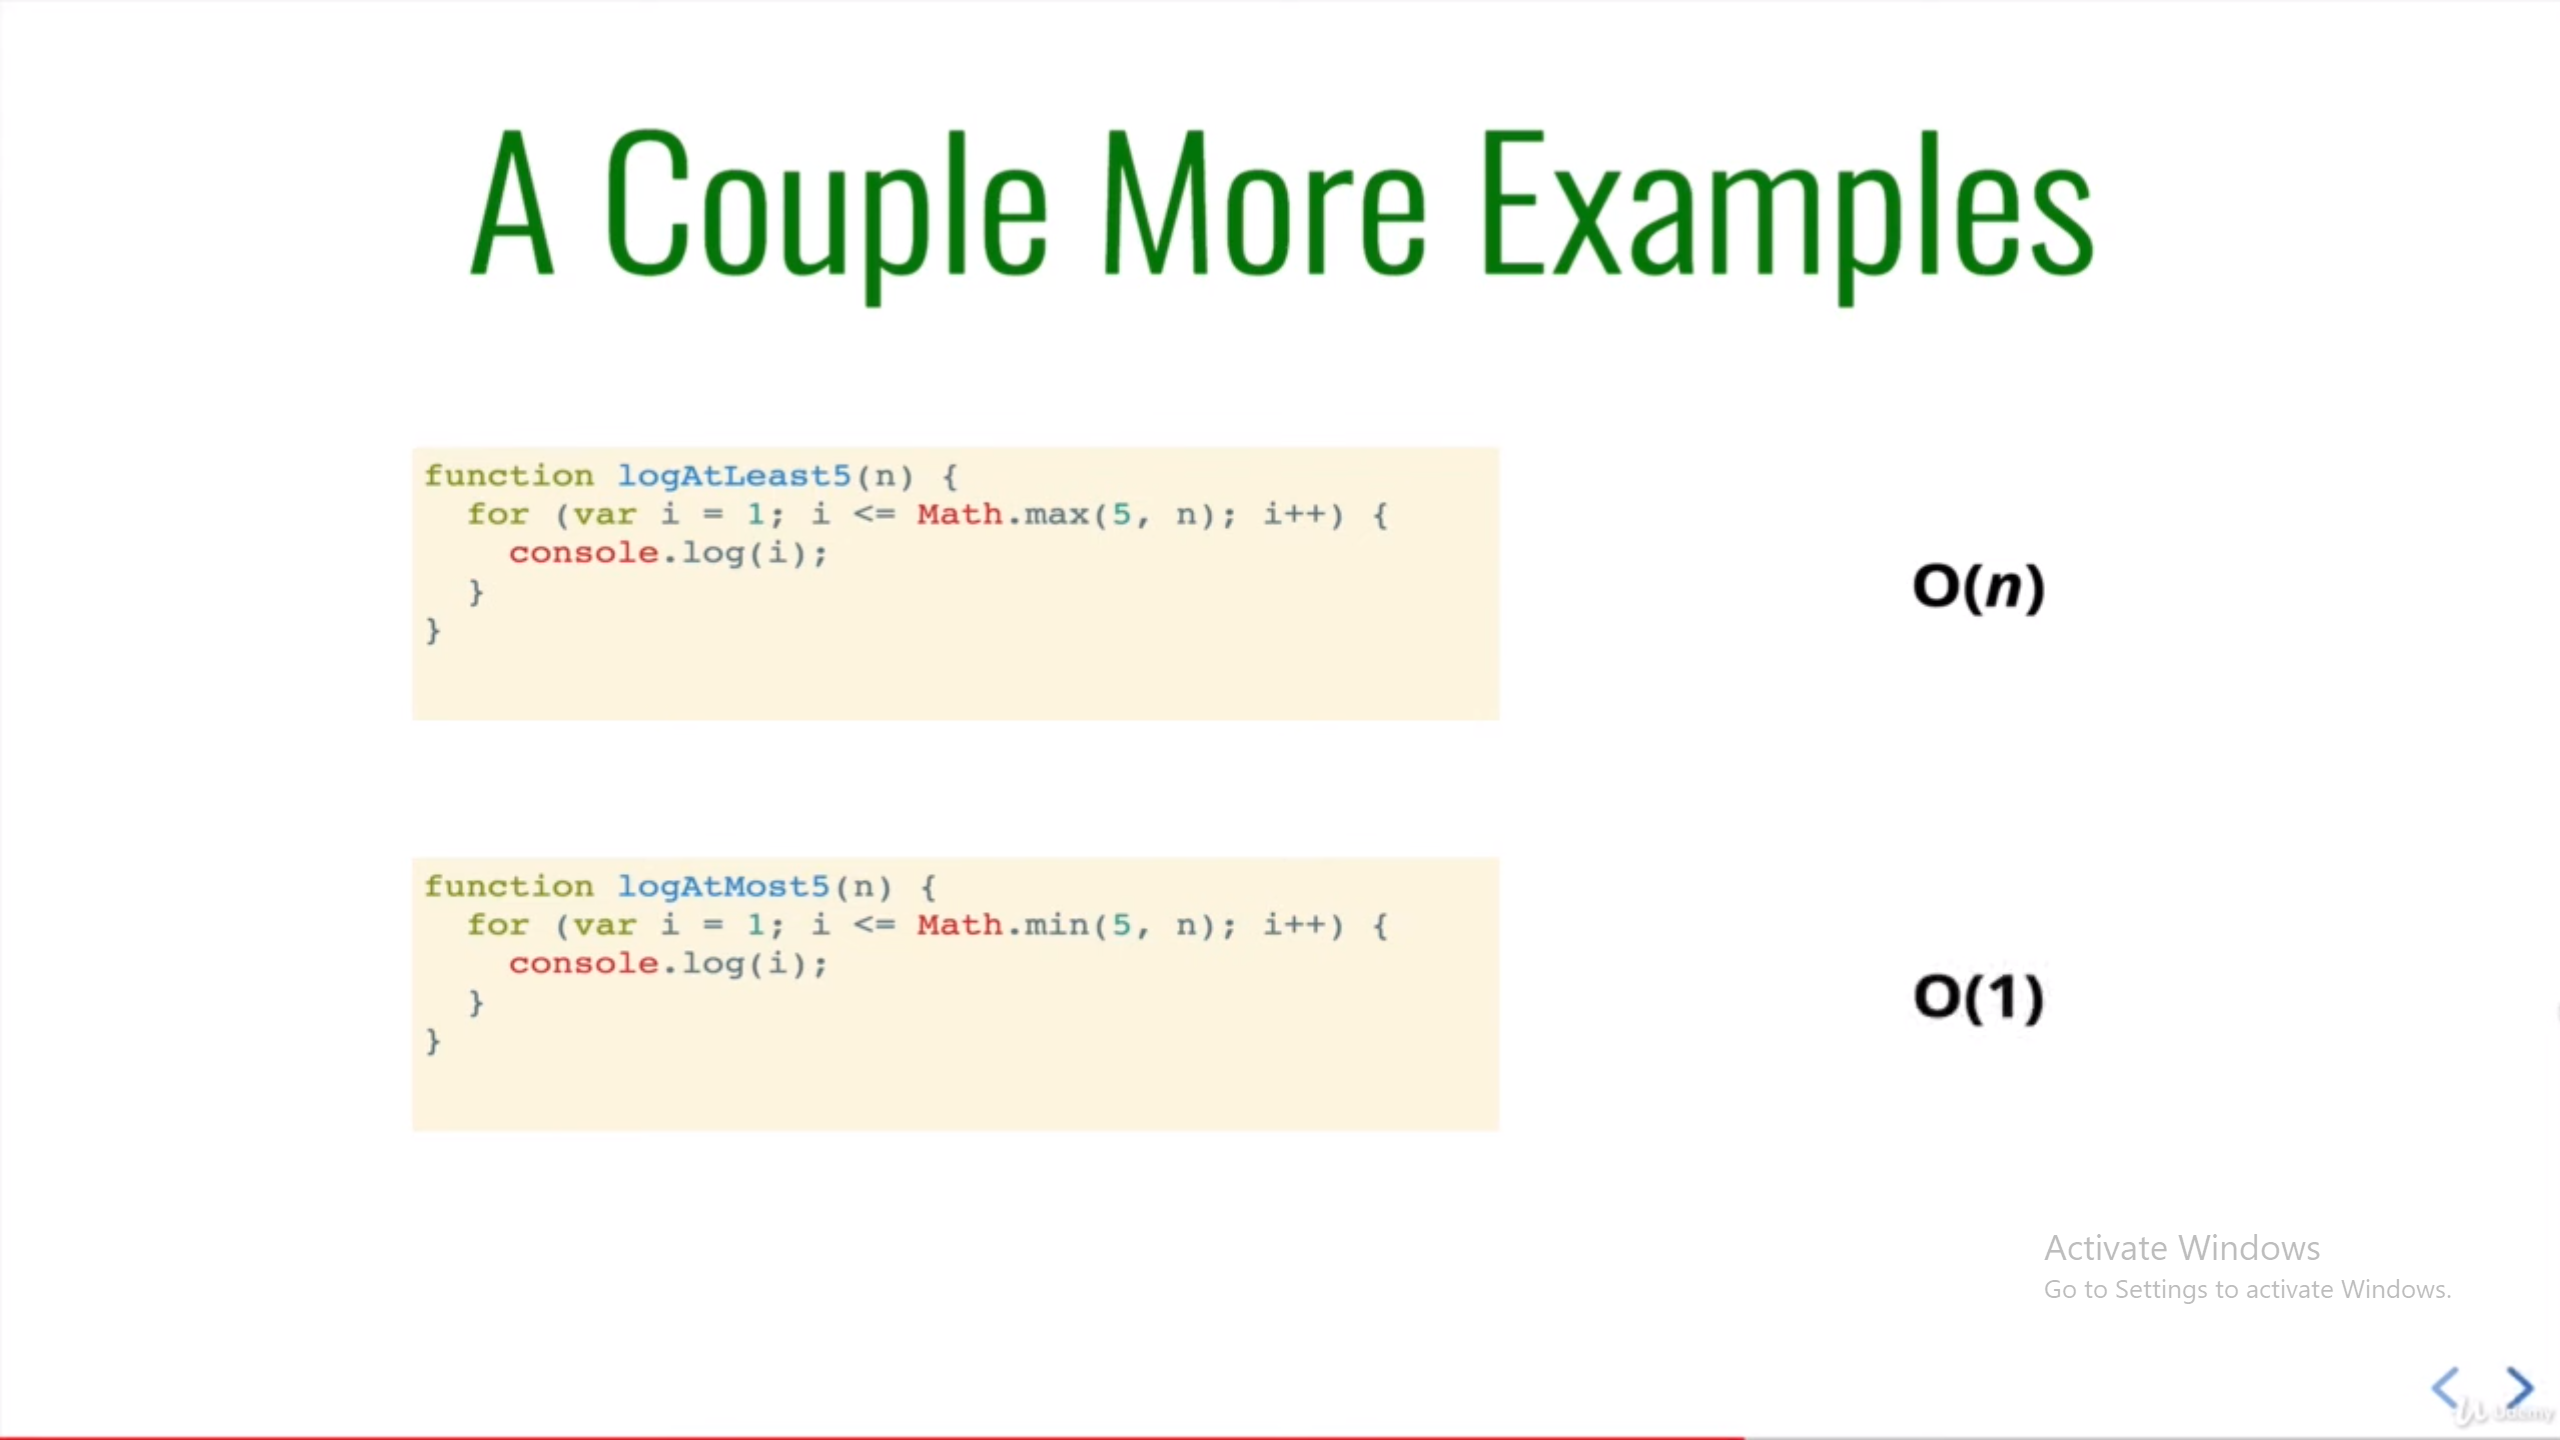 A Couple More Examples
function logAtLeast5(n) {
  for (var i = 1; i <= Math.max(5, n); i++) {
    console.log(i);
  }
}
O(n)
function logAtMost5(n) {
  for (var i = 1; i <= Math.min(5, n); i++) {
    console.log(i);
  }
}
O(1)
Activate Windows
Go to Settings to activate Windows.
Udemy